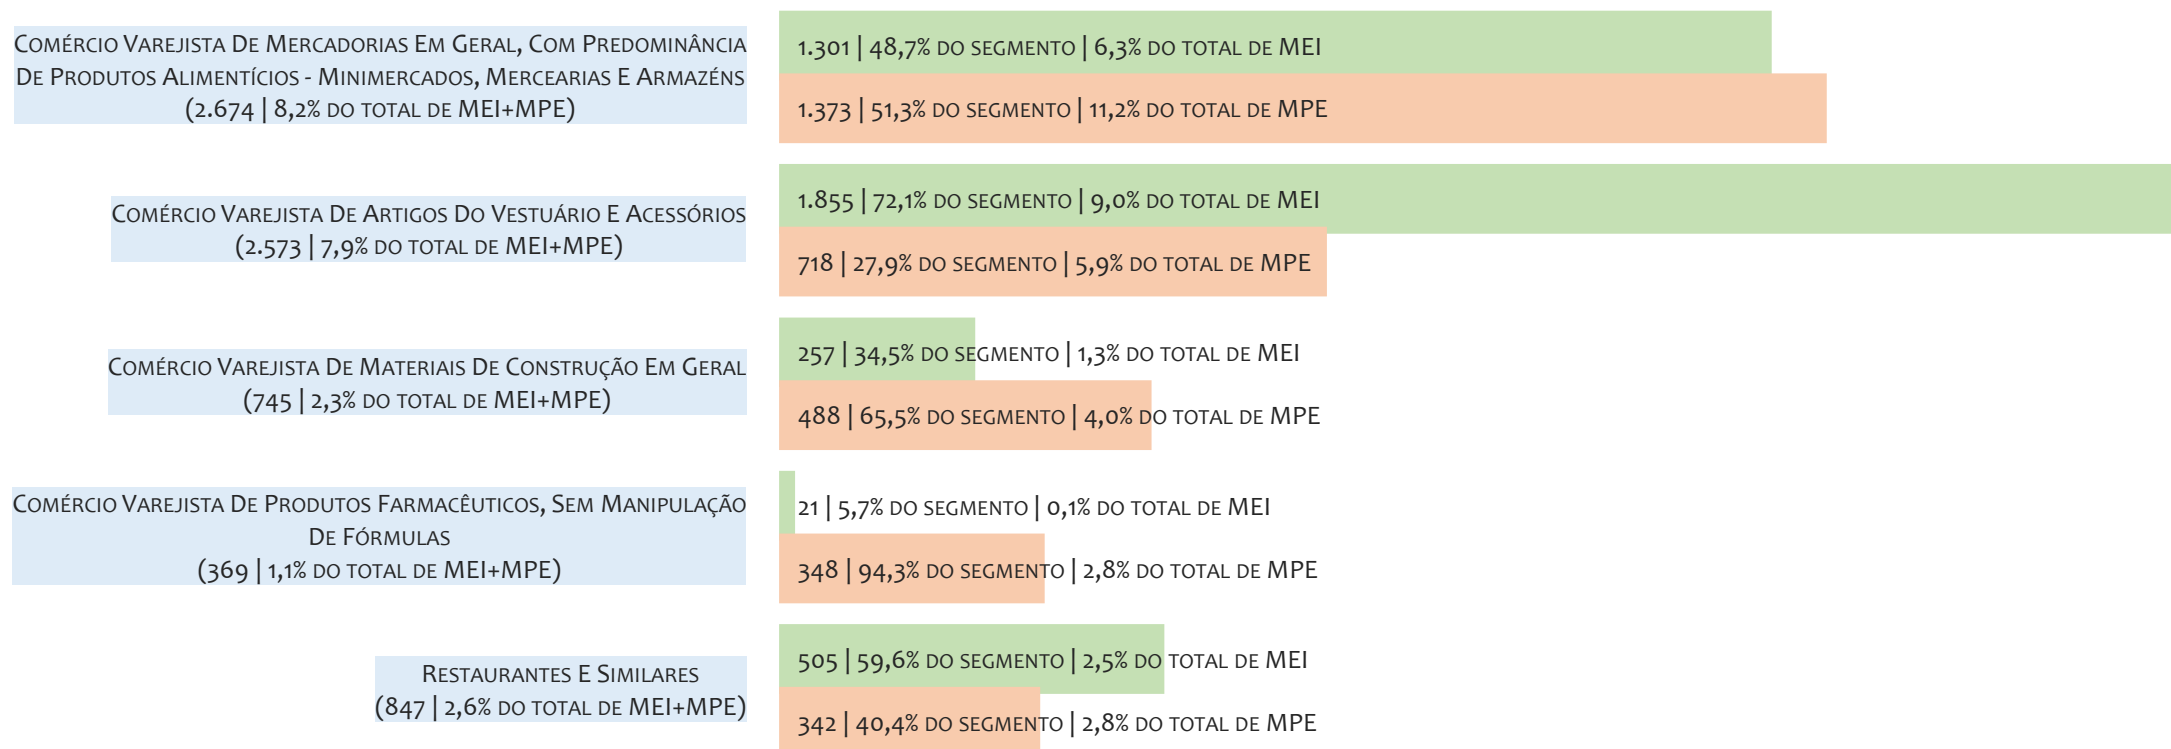 Comércio Varejista De Mercadorias Em Geral, Com Predominância
De Produtos Alimentícios - Minimercados, Mercearias E Armazéns
(2.674 | 8,2% do total de MEI+MPE)
1.301 | 48,7% do segmento | 6,3% do total de MEI
1.373 | 51,3% do segmento | 11,2% do total de MPE
Comércio Varejista De Artigos Do Vestuário E Acessórios
(2.573 | 7,9% do total de MEI+MPE)
1.855 | 72,1% do segmento | 9,0% do total de MEI
718 | 27,9% do segmento | 5,9% do total de MPE
Comércio Varejista De Materiais De Construção Em Geral
(745 | 2,3% do total de MEI+MPE)
257 | 34,5% do segmento | 1,3% do total de MEI
488 | 65,5% do segmento | 4,0% do total de MPE
Comércio Varejista De Produtos Farmacêuticos, Sem Manipulação
De Fórmulas
(369 | 1,1% do total de MEI+MPE)
21 | 5,7% do segmento | 0,1% do total de MEI
348 | 94,3% do segmento | 2,8% do total de MPE
Restaurantes E Similares
(847 | 2,6% do total de MEI+MPE)
505 | 59,6% do segmento | 2,5% do total de MEI
342 | 40,4% do segmento | 2,8% do total de MPE